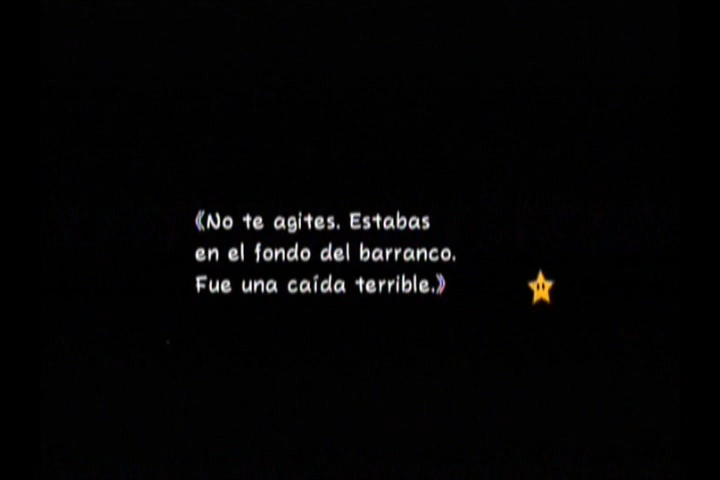 《No te agites. Estabas
en el fondo del barranco.
Fue una caída terrible.》